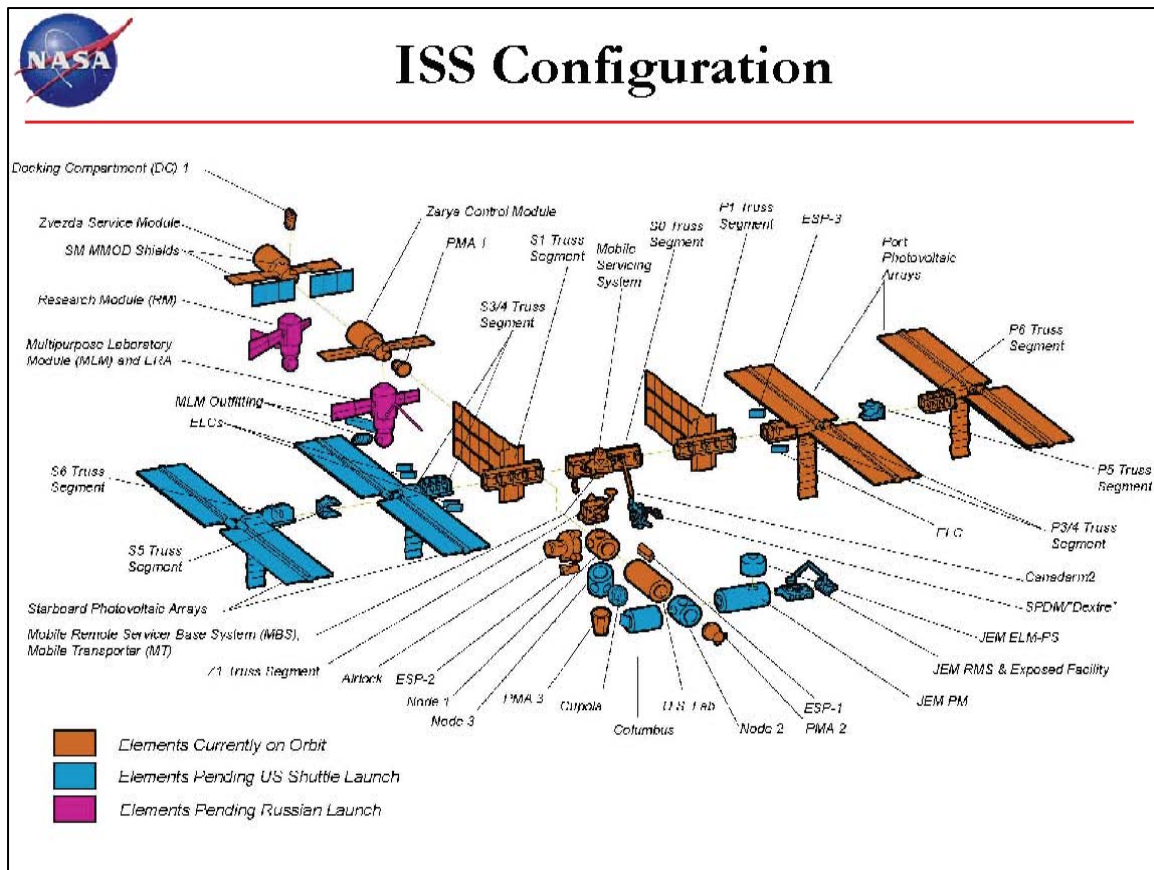 NASA
ISS Configuration
Docking Compartment (DC) 1
Zvezda Service Module
SM MMOD Shields
Research Module (RM)
Multipurpose Laboratory
Module (MLM) and ERA
MLM Outfitting
ELCs
S6 Truss
Segment
S5 Truss
Segment
Starboard Photovoltaic Arrays
Mobile Remote Servicer Base System (MBS),
Mobile Transporter (MT)
Z1 Truss Segment
Zarya Control Module
PMA 1
S3/4 Truss
Segment
S1 Truss
Segment
Mobile
Servicing
System
S0 Truss
Segment
P1 Truss
Segment
ESP-3
Port
Photovoltaic
Arrays
P6 Truss
Segment
P5 Truss
Segment
P3/4 Truss
Segment
ELC
Canadarm2
SPDM/"Dextre"
JEM ELM-PS
JEM RMS & Exposed Facility
JEM PM
Airlock
ESP-2
Node 1
Node 3
PMA 3
Cupola
Columbus
U.S. Lab
Node 2
ESP-1
PMA 2
Elements Currently on Orbit
Elements Pending US Shuttle Launch
Elements Pending Russian Launch